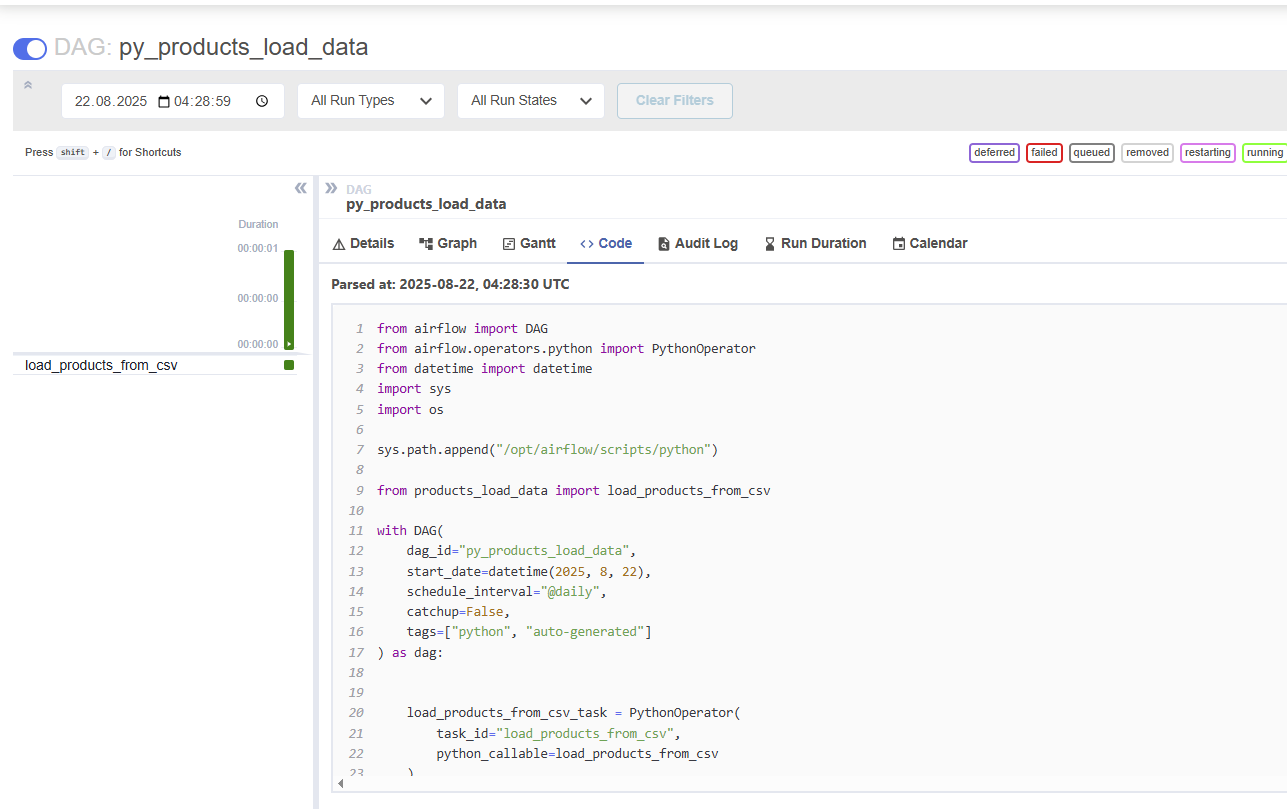 DAG: py_products_load_data
22.08.2025 04:28:59 All Run Types All Run States Clear Filters
Press shift + / for Shortcuts
deferred failed queued removed restarting running
Duration
00:00:01
00:00:00
00:00:00
load_products_from_csv
DAG
py_products_load_data
Details Graph Gantt <> Code Audit Log Run Duration Calendar
Parsed at: 2025-08-22, 04:28:30 UTC
1 from airflow import DAG
2 from airflow.operators.python import PythonOperator
3 from datetime import datetime
4 import sys
5 import os
6
7 sys.path.append("/opt/airflow/scripts/python")
8
9 from products_load_data import load_products_from_csv
10
11 with DAG(
12     dag_id="py_products_load_data",
13     start_date=datetime(2025, 8, 22),
14     schedule_interval="@daily",
15     catchup=False,
16     tags=["python", "auto-generated"]
17 ) as dag:
18
19
20     load_products_from_csv_task = PythonOperator(
21         task_id="load_products_from_csv",
22         python_callable=load_products_from_csv
23     )